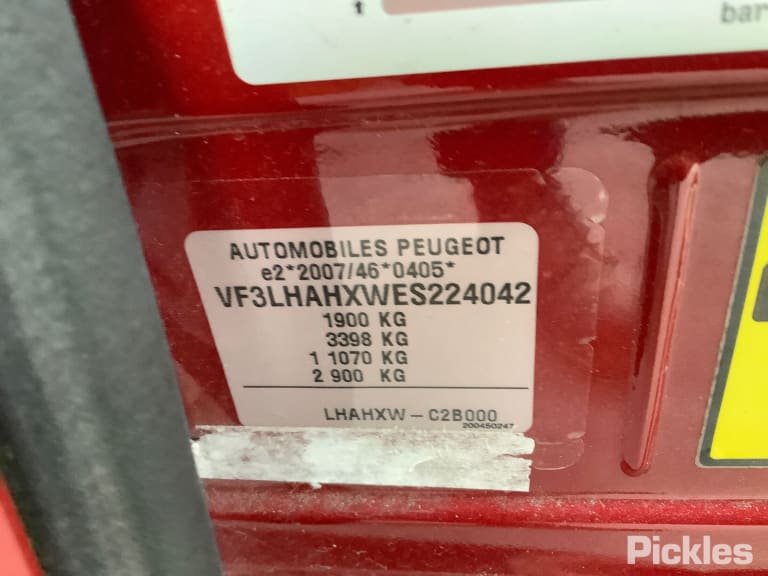 bar
AUTOMOBILES PEUGEOT
e2*2007/46*0405*
VF3LHAHXWES224042
1900 KG
3398 KG
1 1070 KG
2 900 KG
LHAHXW - C2B000
200450247
Pickles